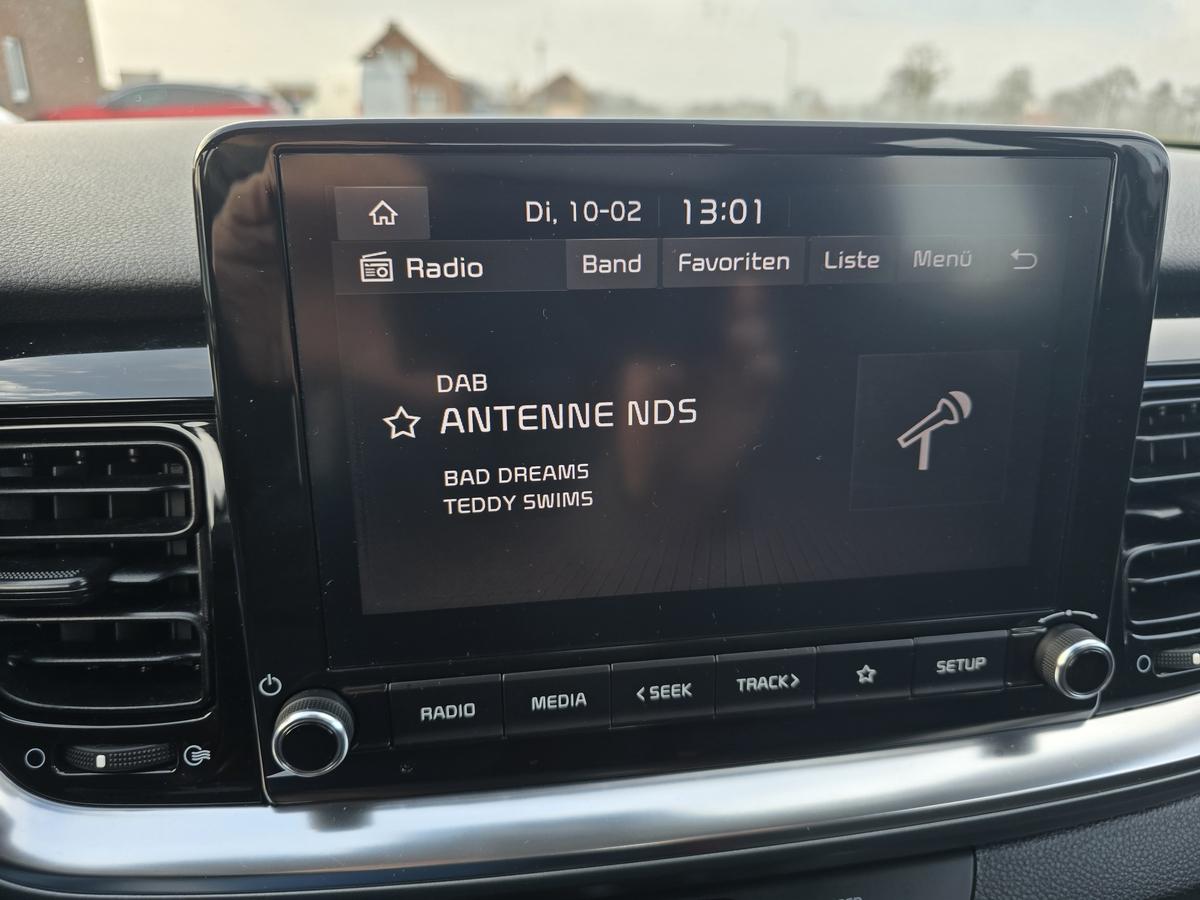 Di, 10-02 13:01
Radio Band Favoriten Liste Menü
DAB
ANTENNE NDS
BAD DREAMS
TEDDY SWIMS
RADIO MEDIA <SEEK TRACK> SETUP